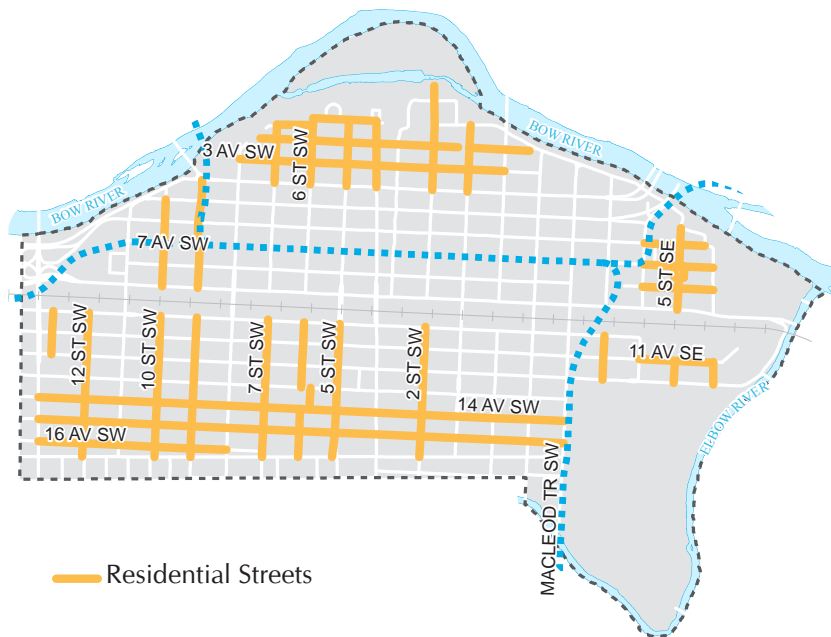 BOW RIVER
3 AV SW
6 ST SW
BOW RIVER
7 AV SW
5 ST SE
12 ST SW
10 ST SW
7 ST SW
5 ST SW
2 ST SW
11 AV SE
14 AV SW
16 AV SW
ELBOW RIVER
MACLEOD TR SW
Residential Streets